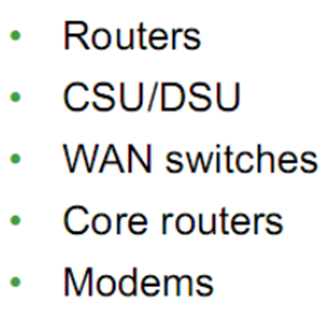 • Routers
• CSU/DSU
• WAN switches
• Core routers
• Modems